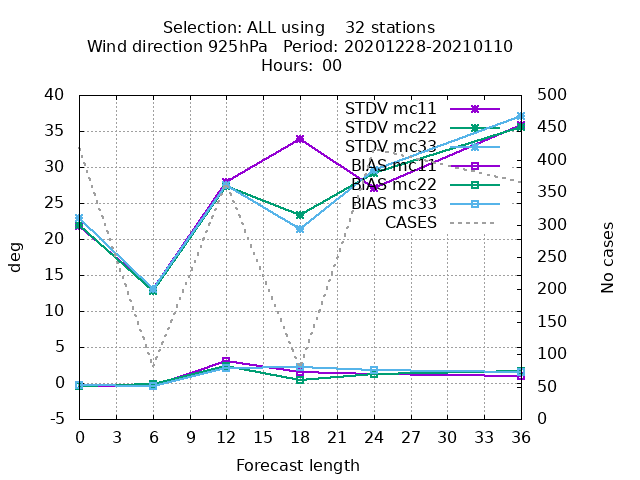 Selection: ALL using    32 stations
Wind direction 925hPa   Period: 20201228-20210110
Hours: 00
40
35
30
25
20
15
10
5
0
-5
deg
500
450
400
350
300
250
200
150
100
50
0
No cases
STDV mc11
STDV mc22
STDV mc33
BIAS mc11
BIAS mc22
BIAS mc33
CASES
0 3 6 9 12 15 18 21 24 27 30 33 36
Forecast length